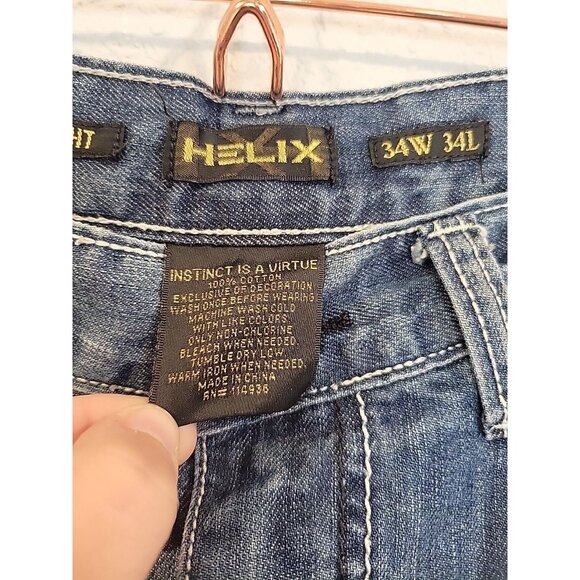 HT
HELIX
34W 34L
INSTINCT IS A VIRTUE
100% COTTON
EXCLUSIVE OF DECORATION
WASH ONCE BEFORE WEARING
MACHINE WASH COLD
WITH LIKE COLORS.
ONLY NON-CHLORINE
BLEACH WHEN NEEDED.
TUMBLE DRY LOW.
WARM IRON WHEN NEEDED.
MADE IN CHINA
RN# 114936